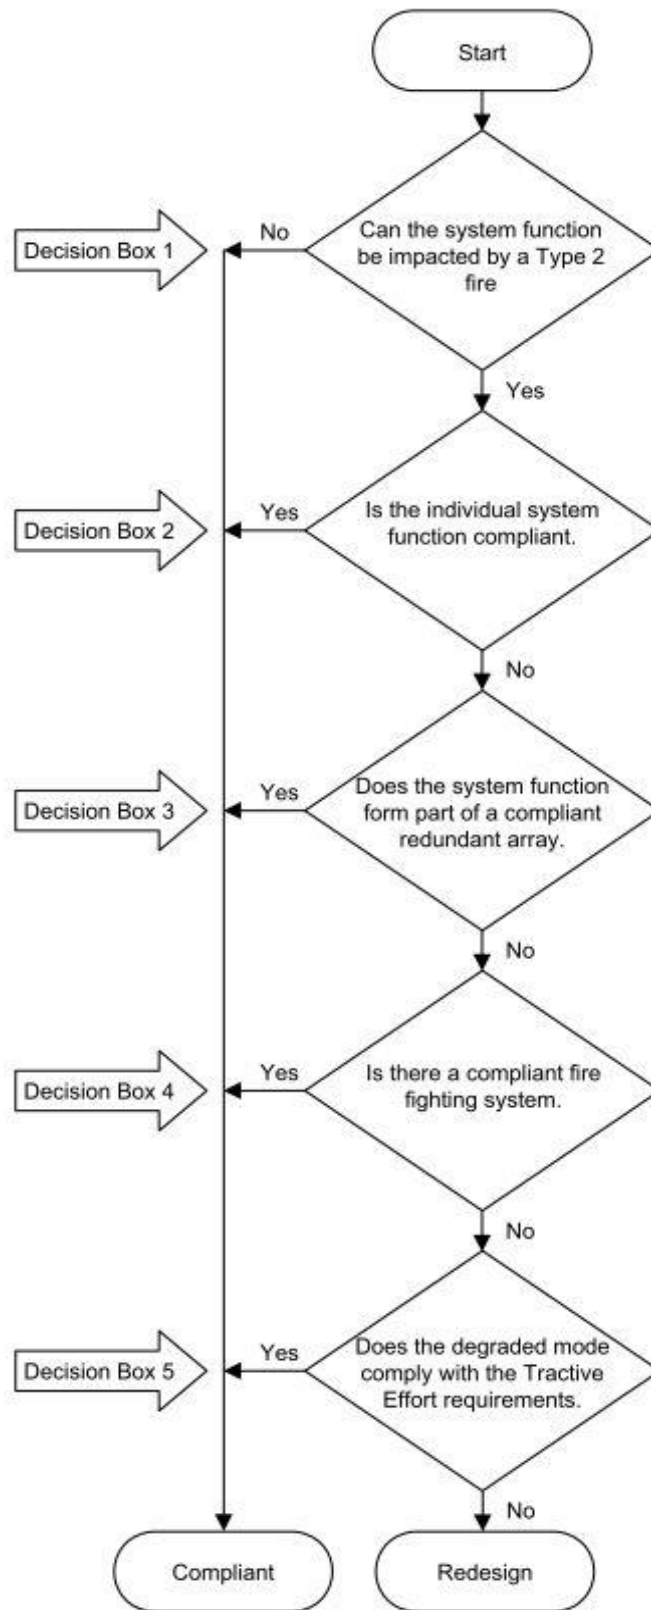 Start
Decision Box 1
No
Can the system function
be impacted by a Type 2
fire
Yes
Decision Box 2
Yes
Is the individual system
function compliant.
No
Decision Box 3
Yes
Does the system function
form part of a compliant
redundant array.
No
Decision Box 4
Yes
Is there a compliant fire
fighting system.
No
Decision Box 5
Yes
Does the degraded mode
comply with the Tractive
Effort requirements.
No
Compliant
Redesign